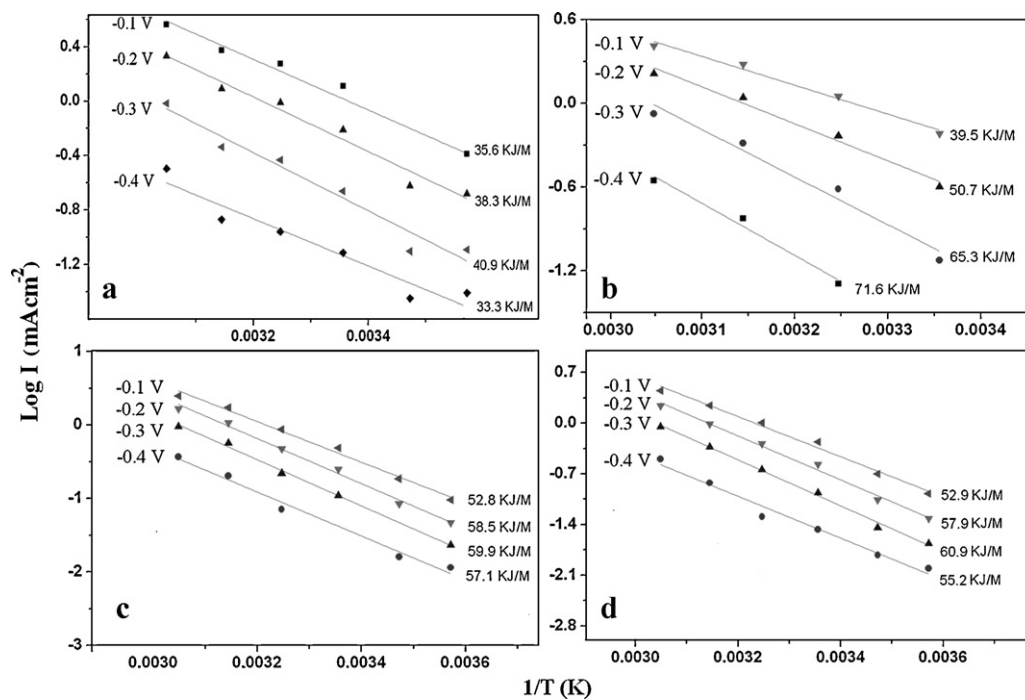 0.4
0.0
-0.4
-0.8
-1.2
-0.1 V
-0.2 V
-0.3 V
-0.4 V
35.6 KJ/M
38.3 KJ/M
40.9 KJ/M
33.3 KJ/M
a
0.0032
0.0034
0.6
0.0
-0.6
-1.2
-0.1 V
-0.2 V
-0.3 V
-0.4 V
39.5 KJ/M
50.7 KJ/M
65.3 KJ/M
71.6 KJ/M
b
0.0030
0.0031
0.0032
0.0033
0.0034
Log I (mAcm-2)
1
0
-1
-2
-3
-0.1 V
-0.2 V
-0.3 V
-0.4 V
52.8 KJ/M
58.5 KJ/M
59.9 KJ/M
57.1 KJ/M
c
0.0030
0.0032
0.0034
0.0036
0.7
0.0
-0.7
-1.4
-2.1
-2.8
-0.1 V
-0.2 V
-0.3 V
-0.4 V
52.9 KJ/M
57.9 KJ/M
60.9 KJ/M
55.2 KJ/M
d
0.0030
0.0032
0.0034
0.0036
1/T (K)